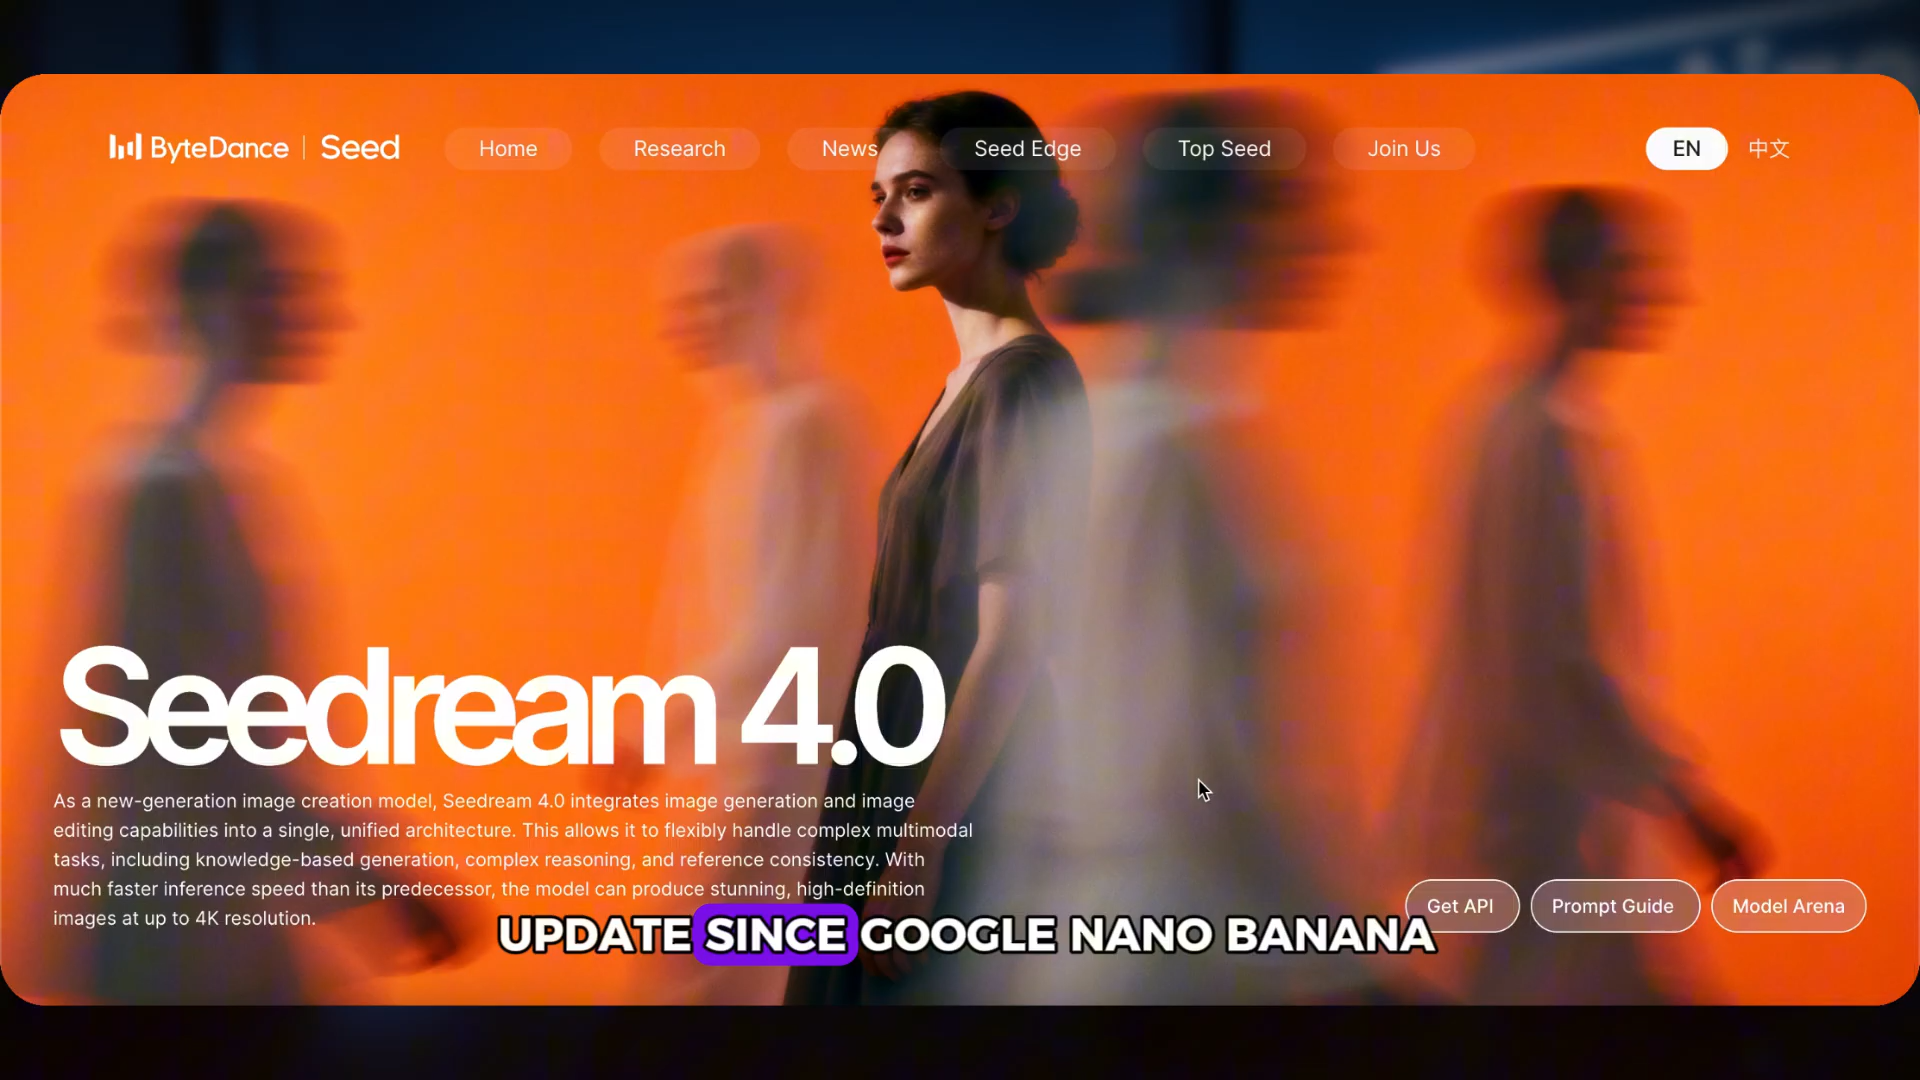 ByteDance | Seed
Home
Research
News
Seed Edge
Top Seed
Join Us
EN
中文
Seedream 4.0
As a new-generation image creation model, Seedream 4.0 integrates image generation and image
editing capabilities into a single, unified architecture. This allows it to flexibly handle complex multimodal
tasks, including knowledge-based generation, complex reasoning, and reference consistency. With
much faster inference speed than its predecessor, the model can produce stunning, high-definition
images at up to 4K resolution.
Get API
Prompt Guide
Model Arena
UPDATE SINCE GOOGLE NANO BANANA